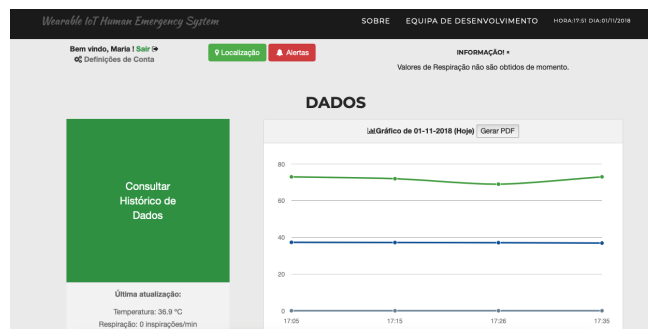 Wearable IoT Human Emergency System
SOBRE EQUIPA DE DESENVOLVIMENTO HORA:17:51 DIA:01/11/2018
Bem vindo, Maria ! Sair
Definições de Conta
Localização
Alertas
INFORMAÇÃO! *
Valores de Respiração não são obtidos de momento.
DADOS
Consultar
Histórico de
Dados
Última atualização:
Temperatura: 36.9 ºC
Respiração: 0 inspirações/min
Gráfico de 01-11-2018 (Hoje) Gerar PDF
80
60
40
20
0
17:05 17:15 17:26 17:35